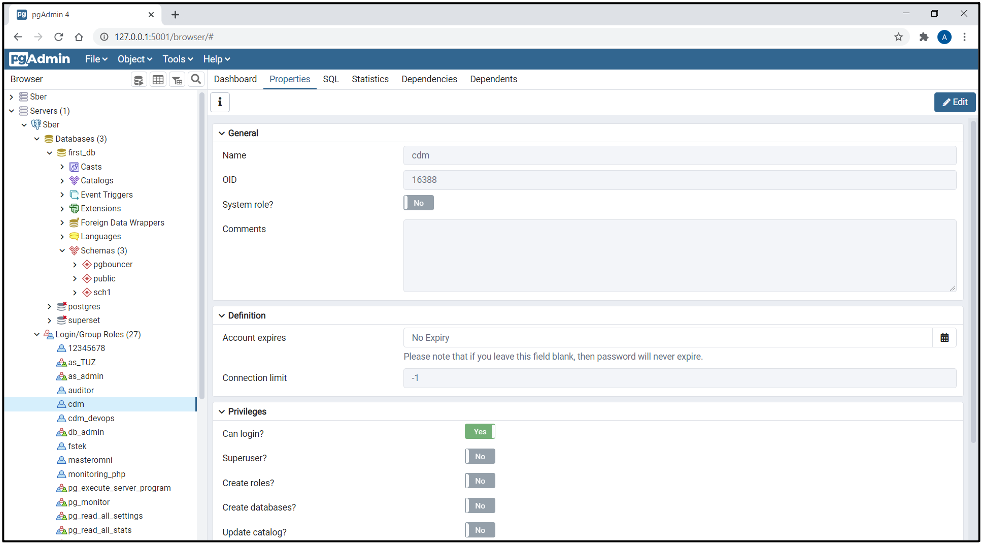 pgAdmin 4
127.0.0.1:5001/browser/#
A
pgAdmin File Object Tools Help
Browser
Dashboard Properties SQL Statistics Dependencies Dependents
Sber
Servers (1)
Sber
Databases (3)
first_db
Casts
Catalogs
Event Triggers
Extensions
Foreign Data Wrappers
Languages
Schemas (3)
pgbouncer
public
sch1
postgres
superset
Login/Group Roles (27)
12345678
as_TUZ
as_admin
auditor
cdm
cdm_devops
db_admin
fstek
masteromni
monitoring_php
pg_execute_server_program
pg_monitor
pg_read_all_settings
pg_read_all_stats
i
Edit
General
Name cdm
OID 16388
System role? No
Comments
Definition
Account expires No Expiry
Please note that if you leave this field blank, then password will never expire.
Connection limit -1
Privileges
Can login? Yes
Superuser? No
Create roles? No
Create databases? No
Update catalog? No